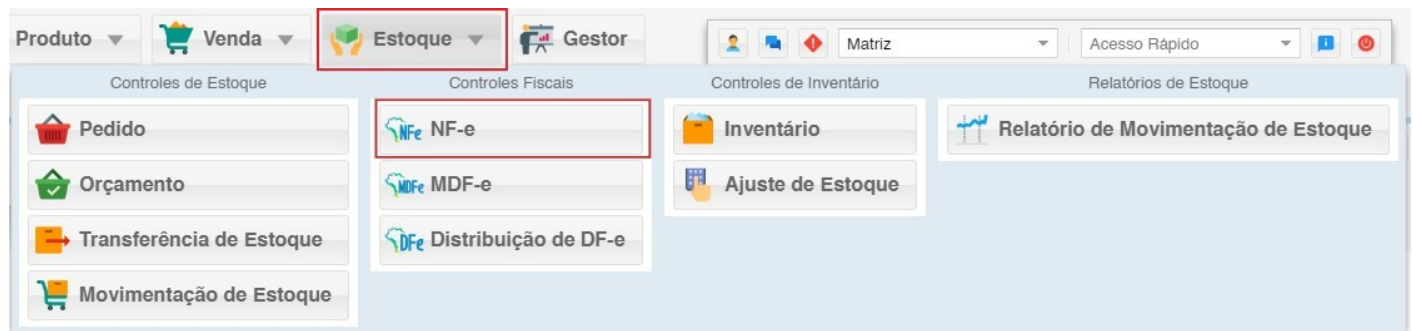 Produto Venda Estoque Gestor Matriz Acesso Rápido
Controles de Estoque Controles Fiscais Controles de Inventário Relatórios de Estoque
Pedido NFe NF-e Inventário Relatório de Movimentação de Estoque
Orçamento MDFe MDF-e Ajuste de Estoque
Transferência de Estoque DFe Distribuição de DF-e
Movimentação de Estoque